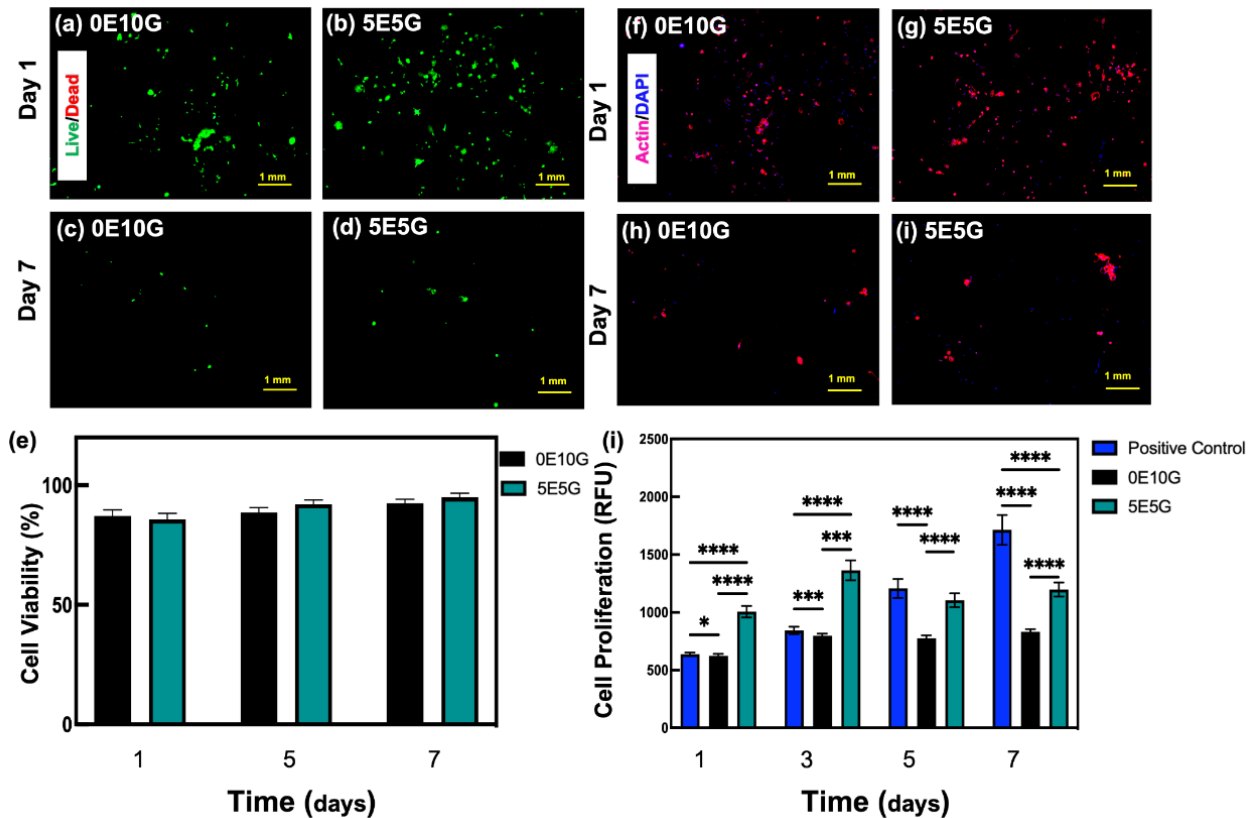 (a) 0E10G
(b) 5E5G
(f) 0E10G
(g) 5E5G
Day 1
Live/Dead
1 mm
1 mm
Day 1
Actin/DAPI
1 mm
1 mm
(c) 0E10G
(d) 5E5G
(h) 0E10G
(i) 5E5G
Day 7
1 mm
1 mm
Day 7
1 mm
1 mm
(e)
Cell Viability (%)
100
50
0
1 5 7
Time (days)
0E10G
5E5G
(i)
Cell Proliferation (RFU)
2500
2000
1500
1000
500
0
* **** ****
*** *** ****
**** ****
**** **** ****
1 3 5 7
Time (days)
Positive Control
0E10G
5E5G